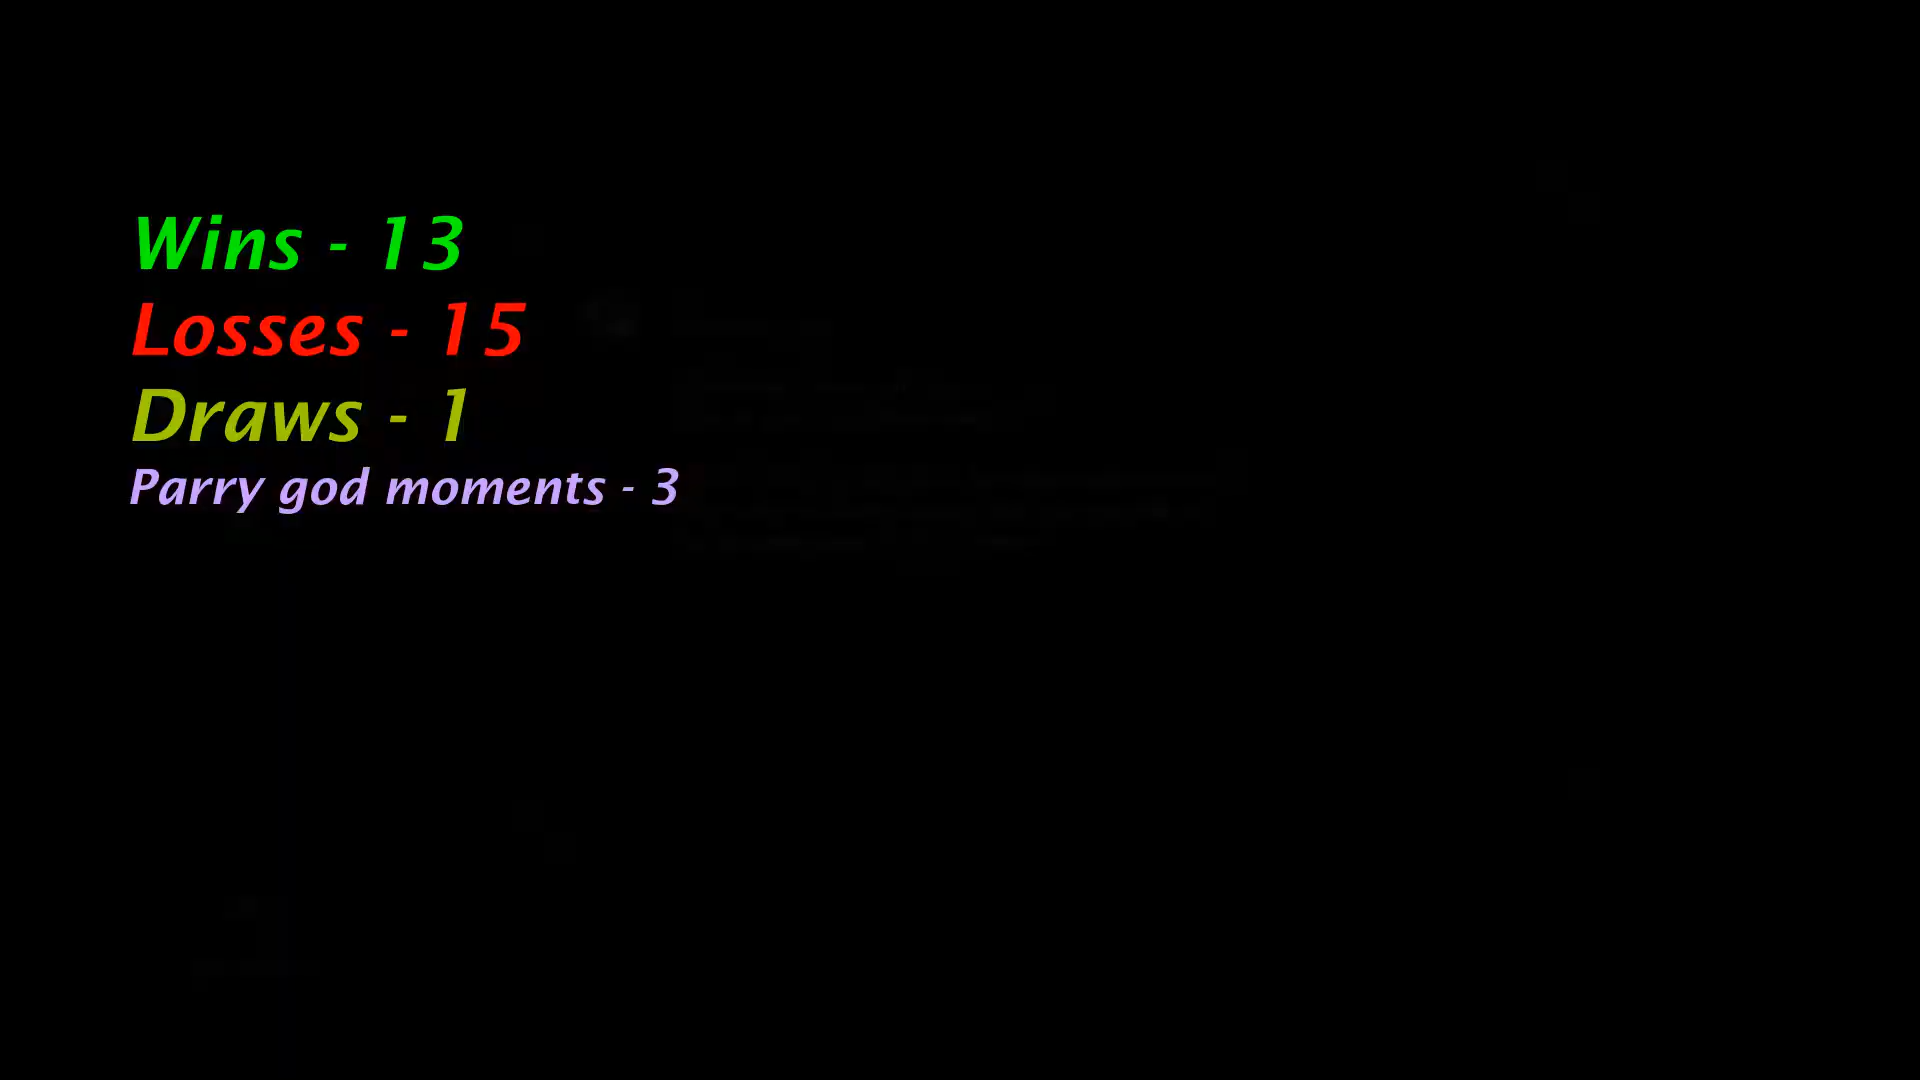 Wins - 13
Losses - 15
Draws - 1
Parry god moments - 3